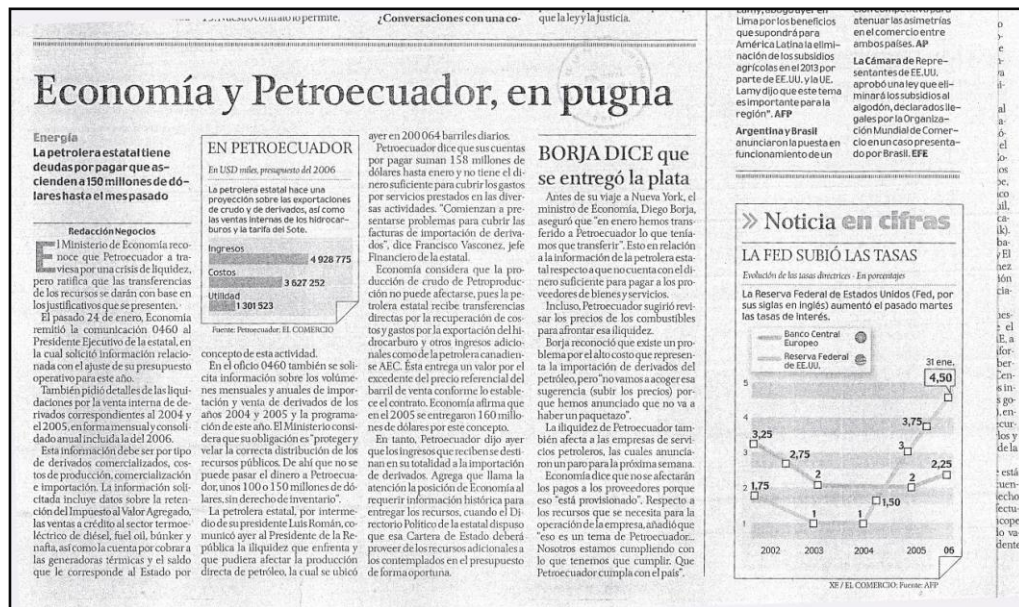 ¿Conversaciones con una co-
que la ley y la justicia.
Economía y Petroecuador, en pugna
Energía
La petrolera estatal tiene
deudas por pagar que as-
cienden a 150 millones de dó-
lares hasta el mes pasado
Redacción Negocios
El Ministerio de Economía reco-
noce que Petroecuador a tra-
viesa por una crisis de liquidez,
pero ratifica que las transferencias
de los recursos se darán con base en
los justificativos que se presenten.
El pasado 24 de enero, Economía
remitió la comunicación 0460 al
Presidente Ejecutivo de la estatal, en
la cual solicitó información relacio-
nada con el ajuste de su presupuesto
operativo para este año.
También pidió detalles de las liqui-
daciones por la venta interna de de-
rivados correspondientes al 2004 y
el 2005, en forma mensual y consoli-
dado anual incluida la del 2006.
Esta información debe ser por tipo
de derivados comercializados, cos-
tos de producción, comercialización
e importación. La información soli-
citada incluye datos sobre la reten-
ción del Impuesto al Valor Agregado,
las ventas a crédito al sector termoe-
léctrico de diésel, fuel oil, búnker y
nafta, así como la cuenta por cobrar a
las generadoras térmicas y el saldo
que le corresponde al Estado por
EN PETROECUADOR
En USD miles, presupuesto del 2006
La petrolera estatal hace una
proyección sobre las exportaciones
de crudo y de derivados, así como
las ventas internas de los hidrocar-
buros y la tarifa del Sote.
Ingresos
4 928 775
Costos
3 627 252
Utilidad
1 301 523
Fuente: Petroecuador: EL COMERCIO
concepto de esta actividad.
En el oficio 0460 también se soli-
cita información sobre los volúme-
nes mensuales y anuales de impor-
tación y venta de derivados de los
años 2004 y 2005 y la programa-
ción de este año. El Ministerio consi-
dera que su obligación es "proteger y
velar la correcta distribución de los
recursos públicos. De ahí que no se
puede pasar el dinero a Petroecua-
dor, unos 100 o 150 millones de dó-
lares, sin derecho de inventario".
La petrolera estatal, por interme-
dio de su presidente Luis Román, co-
municó ayer al Presidente de la Re-
pública la iliquidez que enfrenta y
que pudiera afectar la producción
directa de petróleo, la cual se ubicó
ayer en 200 064 barriles diarios.
Petroecuador dice que sus cuentas
por pagar suman 158 millones de
dólares hasta enero y no tiene el di-
nero suficiente para cubrir los gastos
por servicios prestados en las diver-
sas actividades. "Comienzan a pre-
sentarse problemas para cubrir las
facturas de importación de deriva-
dos", dice Francisco Vasconez, jefe
Financiero de la estatal.
Economía considera que la pro-
ducción de crudo de Petroproduc-
ción no puede afectarse, pues la pe-
trolera estatal recibe transferencias
directas por la recuperación de cos-
tos y gastos por la exportación del hi-
drocarburo y otros ingresos adicio-
nales como de la petrolera canadien-
se AEC. Esta entrega un valor por el
excedente del precio referencial del
barril de venta conforme lo estable-
ce el contrato. Economía afirma que
en el 2005 se entregaron 160 millo-
nes de dólares por este concepto.
En tanto, Petroecuador dijo ayer
que los ingresos que reciben se desti-
nan en su totalidad a la importación
de derivados. Agrega que llama la
atención la posición de Economía al
requerir información histórica para
entregar los recursos, cuando el Di-
rectorio Político de la estatal dispuso
que esa Cartera de Estado deberá
proveer de los recursos adicionales a
los contemplados en el presupuesto
de forma oportuna.
BORJA DICE que
se entregó la plata
Antes de su viaje a Nueva York, el
ministro de Economía, Diego Borja,
aseguró que "en enero hemos trans-
ferido a Petroecuador lo que tenía-
mos que transferir". Esto en relación
a la información de la petrolera esta-
tal respecto a que no cuenta con el di-
nero suficiente para pagar a los pro-
veedores de bienes y servicios.
Incluso, Petroecuador sugirió revi-
sar los precios de los combustibles
para afrontar esa iliquidez.
Borja reconoció que existe un pro-
blema por el alto costo que represen-
ta la importación de derivados del
petróleo, pero "no vamos a acoger esa
sugerencia (subir los precios) por-
que hemos anunciado que no va a
haber un paquetazo".
La iliquidez de Petroecuador tam-
bién afecta a las empresas de servi-
cios petroleros, las cuales anuncia-
ron un paro para la próxima semana.
Economía dice que no se afectarán
los pagos a los proveedores porque
eso "está provisionado". Respecto a
los recursos que se necesita para la
operación de la empresa, añadió que
"eso es un tema de Petroecuador...
Nosotros estamos cumpliendo con
lo que tenemos que cumplir. Que
Petroecuador cumpla con el país".
Lima por los beneficios
que supondrá para
América Latina la elimi-
nación de los subsidios
agrícolas en el 2013 por
parte de EE.UU. y la UE.
Lamy dijo que este tema
es importante para la
región". AFP
Argentina y Brasil
anunciaron la puesta en
funcionamiento de un
atenuar las asimetrías
en el comercio entre
ambos países. AP
La Cámara de Repre-
sentantes de EE.UU.
aprobó una ley que eli-
minará los subsidios al
algodón, declarados ile-
gales por la Organiza-
ción Mundial de Comer-
cio en un caso presenta-
do por Brasil. EFE
» Noticia en cifras
LA FED SUBIÓ LAS TASAS
Evolución de las tasas directrices - En porcentajes
La Reserva Federal de Estados Unidos (Fed, por
sus siglas en inglés) aumentó el pasado martes
las tasas de interés.
Banco Central
Europeo
Reserva Federal
de EE.UU.
31 ene.
4,50
5
4
3
2
1
3,25
2,75
2
1,75
1
1
1,50
3
3,75
2
2,25
2002
2003
2004
2005
06
XE / EL COMERCIO: Fuente: AFP